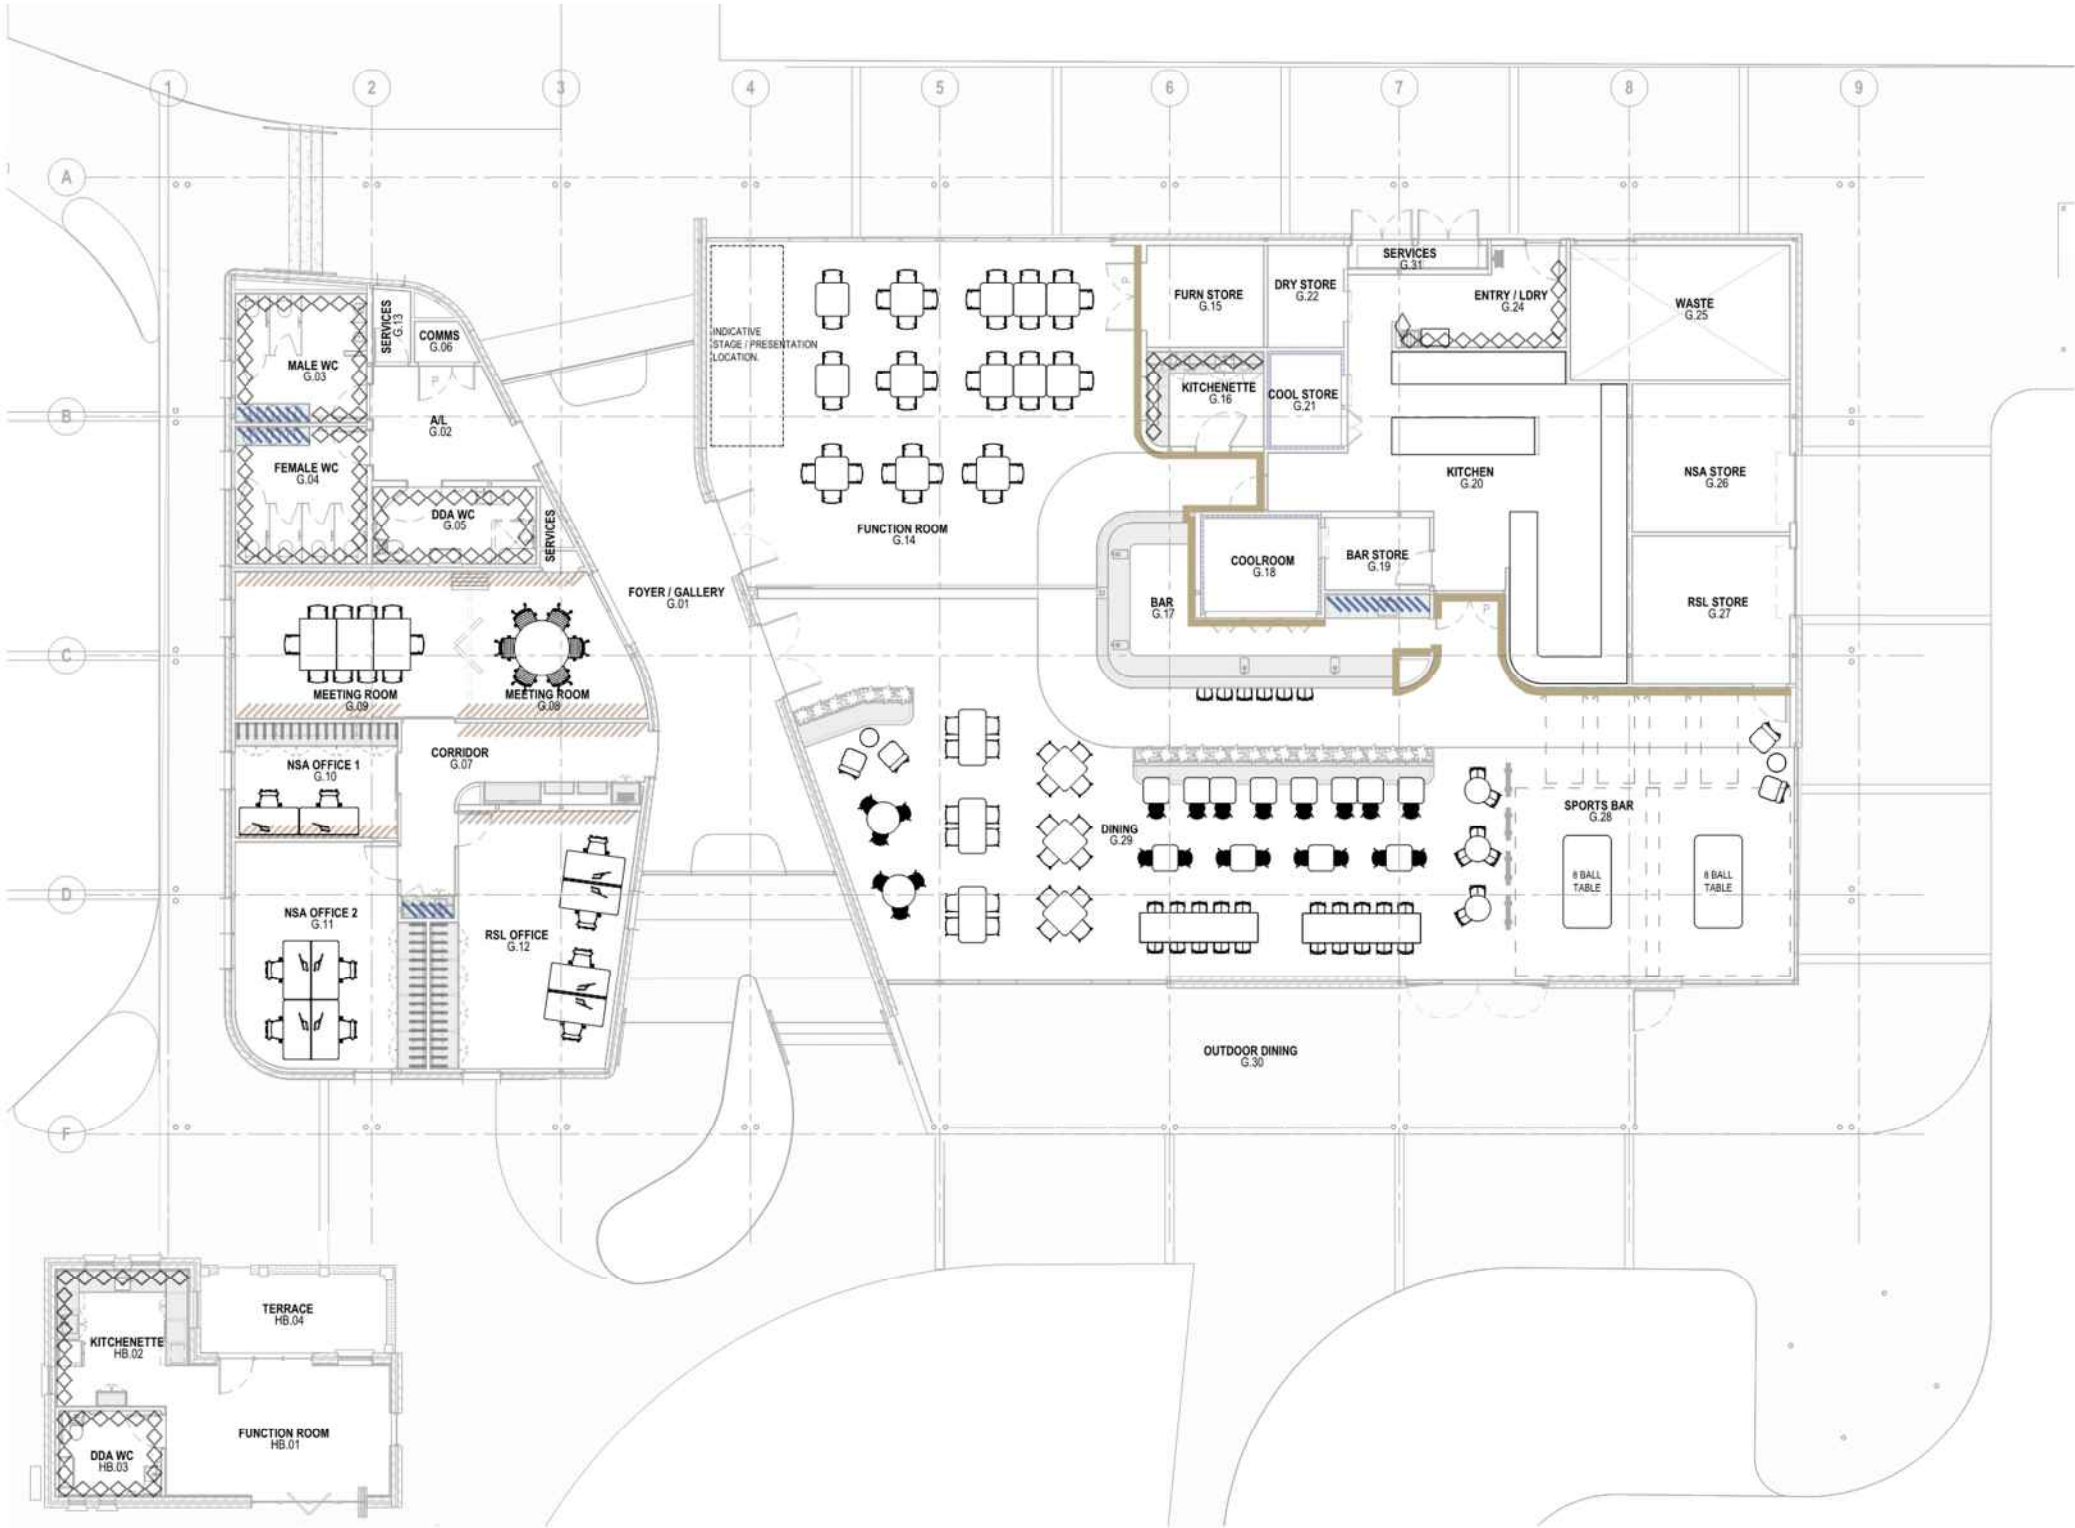 1
2
3
4
5
6
7
8
9
A
B
C
D
F
MALE WC
G.03
SERVICES
G.13
COMMS
G.06
A/L
G.02
FEMALE WC
G.04
DDA WC
G.05
SERVICES
INDICATIVE
STAGE / PRESENTATION
LOCATION.
FUNCTION ROOM
G.14
FOYER / GALLERY
G.01
P
P
FURN STORE
G.15
DRY STORE
G.22
SERVICES
G.31
ENTRY / LDRY
G.24
WASTE
G.25
KITCHENETTE
G.16
COOL STORE
G.21
KITCHEN
G.20
NSA STORE
G.26
COOLROOM
G.18
BAR STORE
G.19
BAR
G.17
P
RSL STORE
G.27
MEETING ROOM
G.09
MEETING ROOM
G.08
CORRIDOR
G.07
NSA OFFICE 1
G.10
NSA OFFICE 2
G.11
RSL OFFICE
G.12
DINING
G.29
SPORTS BAR
G.28
8 BALL
TABLE
8 BALL
TABLE
OUTDOOR DINING
G.30
TERRACE
HB.04
KITCHENETTE
HB.02
FUNCTION ROOM
HB.01
DDA WC
HB.03